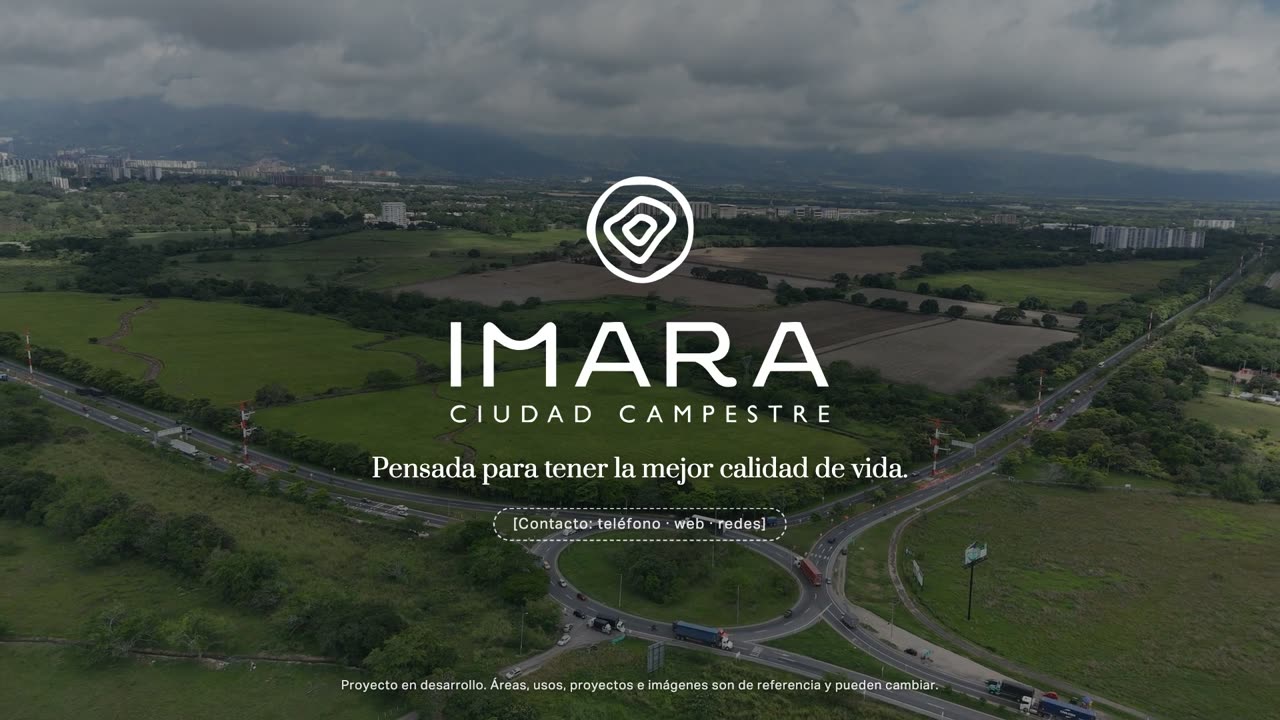 IMARA
CIUDAD CAMPESTRE
Pensada para tener la mejor calidad de vida.
[Contacto: teléfono · web · redes]
Proyecto en desarrollo. Áreas, usos, proyectos e imágenes son de referencia y pueden cambiar.